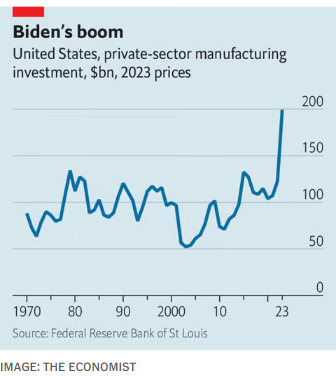 Biden's boom
United States, private-sector manufacturing
investment, $bn, 2023 prices
200
150
100
50
0
1970 80 90 2000 10 23
Source: Federal Reserve Bank of St Louis
IMAGE: THE ECONOMIST